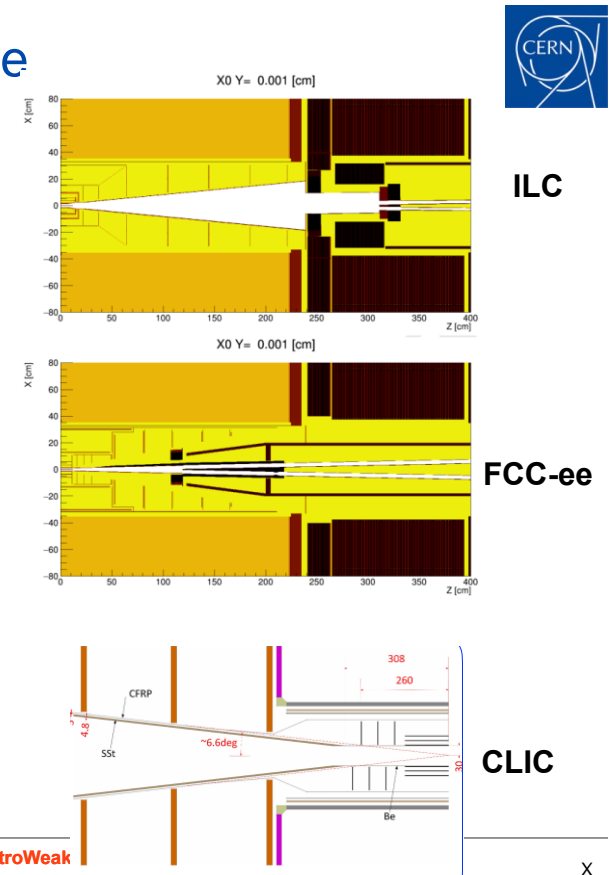 e
CERN
X0 Y= 0.001 [cm]
X [cm]
80
60
40
20
0
−20
−40
−60
−80
0 50 100 150 200 250 300 350 400
Z [cm]
ILC
X0 Y= 0.001 [cm]
X [cm]
80
60
40
20
0
−20
−40
−60
−80
0 50 100 150 200 250 300 350 400
Z [cm]
FCC-ee
308
260
CFRP
4.8
SSt
~6.6deg
30
Be
CLIC
troWeak
X